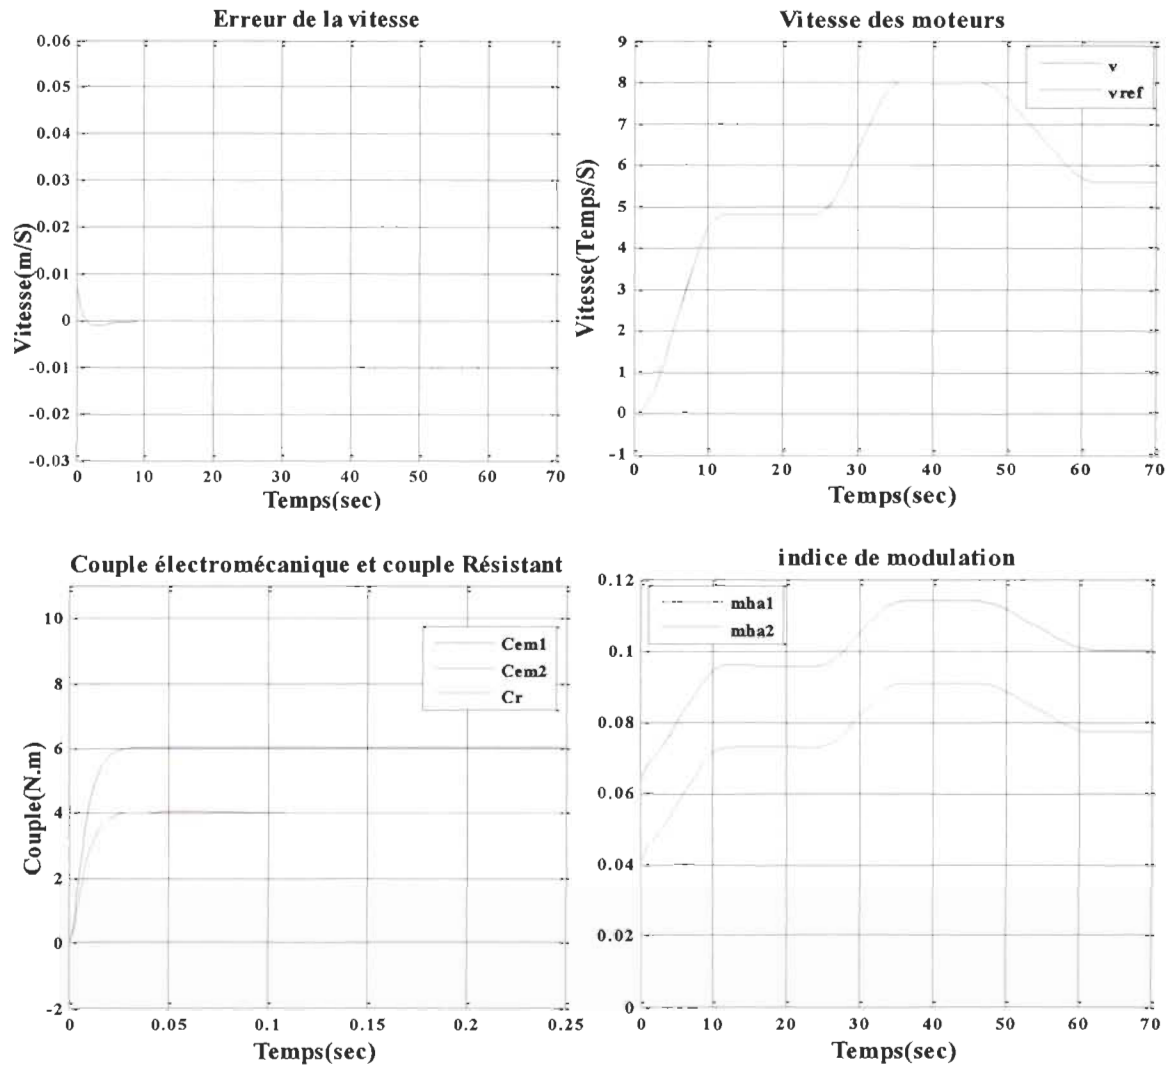 Erreur de la vitesse
0.06
0.05
0.04
0.03
0.02
0.01
0
-0.01
-0.02
-0.03
Vitesse(m/S)
0 10 20 30 40 50 60 70
Temps(sec)
Vitesse des moteurs
9
8
7
6
5
4
3
2
1
0
-1
Vitesse(Temps/S)
v
vref
0 10 20 30 40 50 60 70
Temps(sec)
Couple électromécanique et couple Résistant
10
8
6
4
2
0
-2
Couple(N.m)
Cem1
Cem2
Cr
0 0.05 0.1 0.15 0.2 0.25
Temps(sec)
indice de modulation
0.12
0.1
0.08
0.06
0.04
0.02
0
mha1
mha2
0 10 20 30 40 50 60 70
Temps(sec)